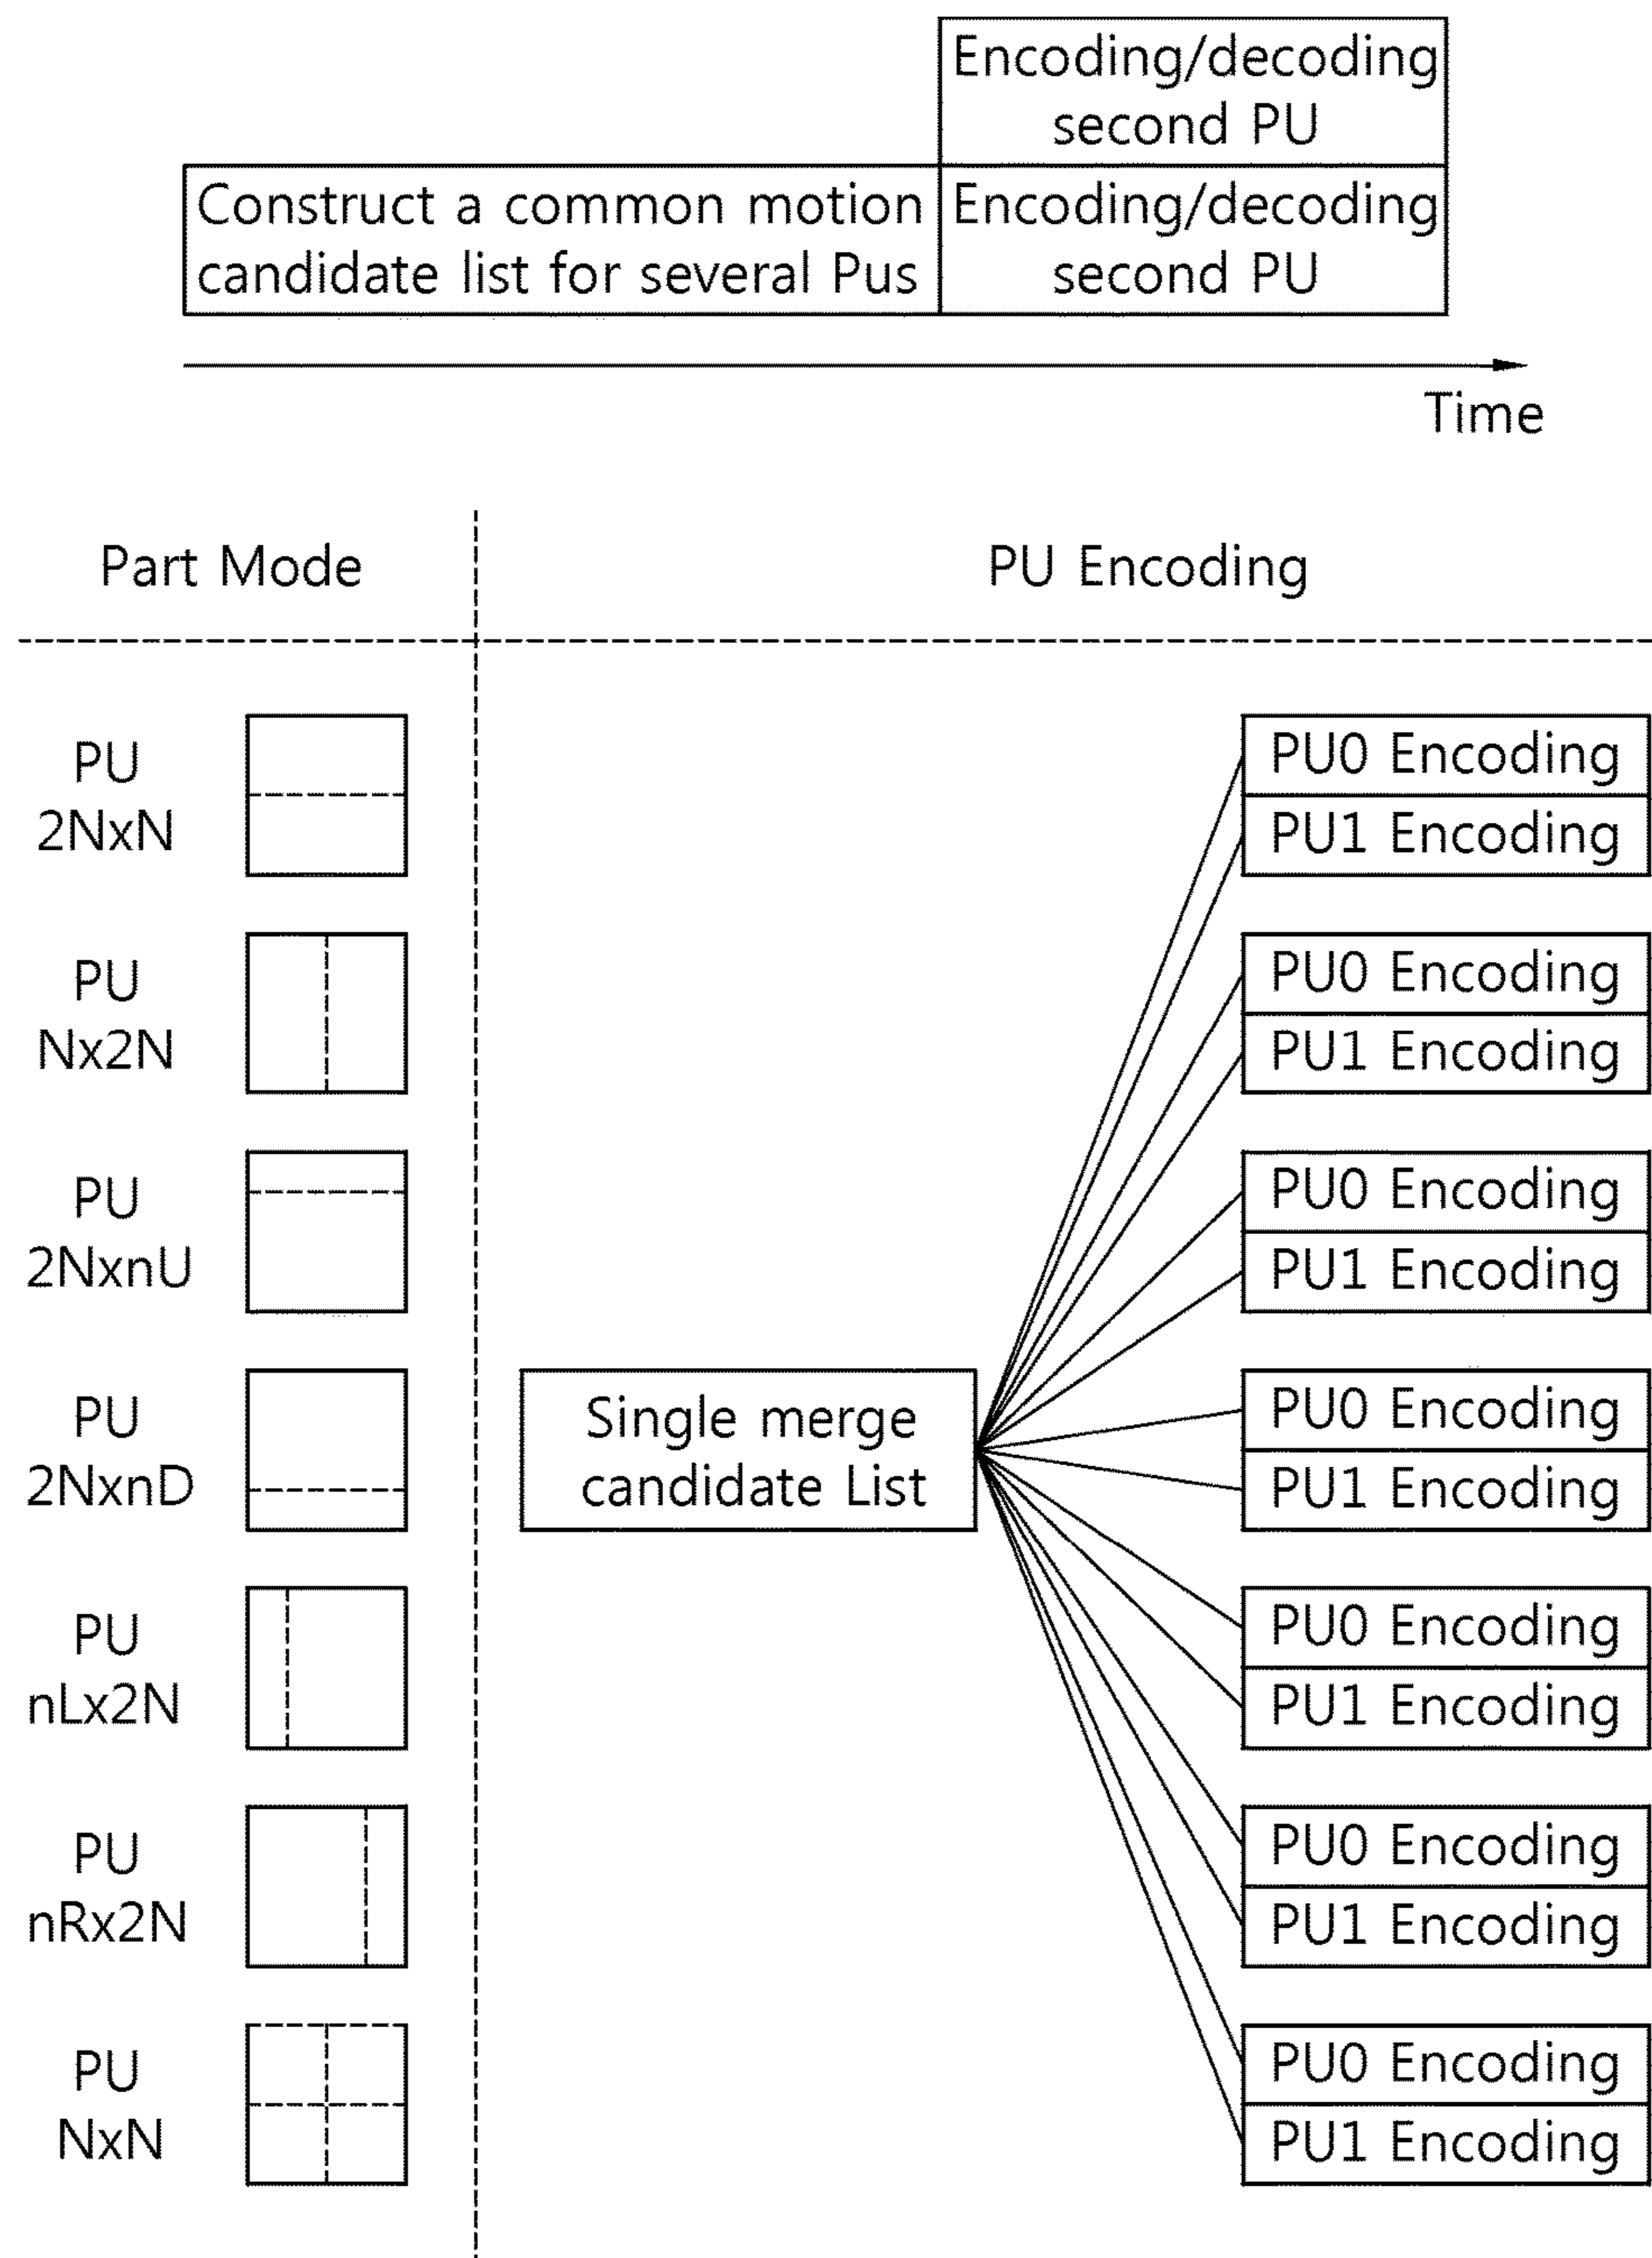 Encoding/decoding
second PU
Construct a common motion
candidate list for several Pus
Encoding/decoding
second PU
Time
Part Mode
PU Encoding
PU
2NxN
PU0 Encoding
PU1 Encoding
PU
Nx2N
PU0 Encoding
PU1 Encoding
PU
2NxnU
PU0 Encoding
PU1 Encoding
PU
2NxnD
Single merge
candidate List
PU0 Encoding
PU1 Encoding
PU
nLx2N
PU0 Encoding
PU1 Encoding
PU
nRx2N
PU0 Encoding
PU1 Encoding
PU
NxN
PU0 Encoding
PU1 Encoding